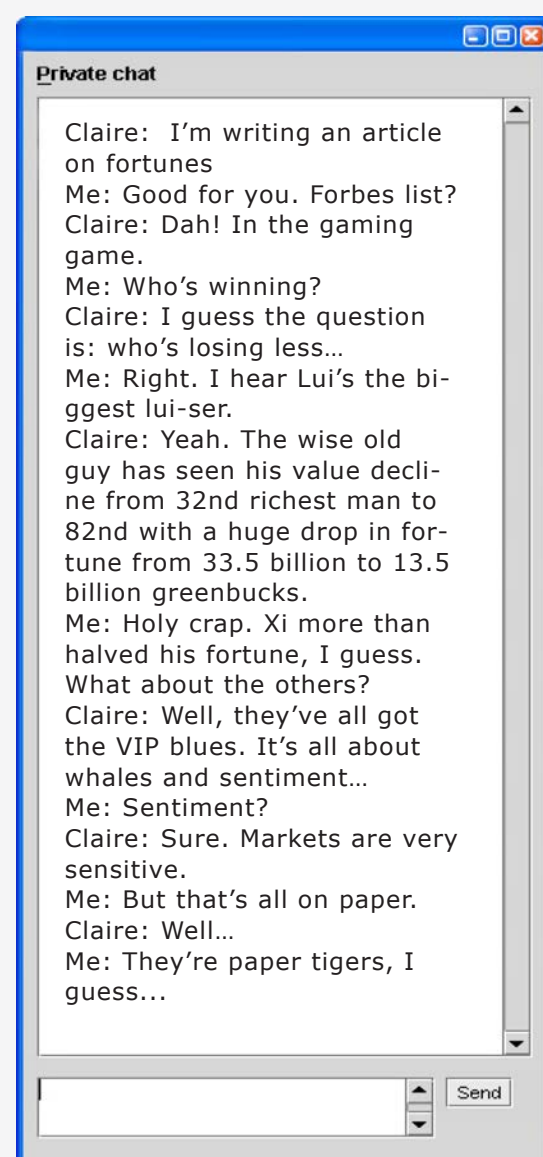 Private chat
Claire:  I’m writing an article
on fortunes
Me: Good for you. Forbes list?
Claire: Dah! In the gaming
game.
Me: Who’s winning?
Claire: I guess the question
is: who’s losing less…
Me: Right. I hear Lui’s the bi-
ggest lui-ser.
Claire: Yeah. The wise old
guy has seen his value decli-
ne from 32nd richest man to
82nd with a huge drop in for-
tune from 33.5 billion to 13.5
billion greenbucks.
Me: Holy crap. Xi more than
halved his fortune, I guess.
What about the others?
Claire: Well, they’ve all got
the VIP blues. It’s all about
whales and sentiment…
Me: Sentiment?
Claire: Sure. Markets are very
sensitive.
Me: But that’s all on paper.
Claire: Well…
Me: They’re paper tigers, I
guess...
Send